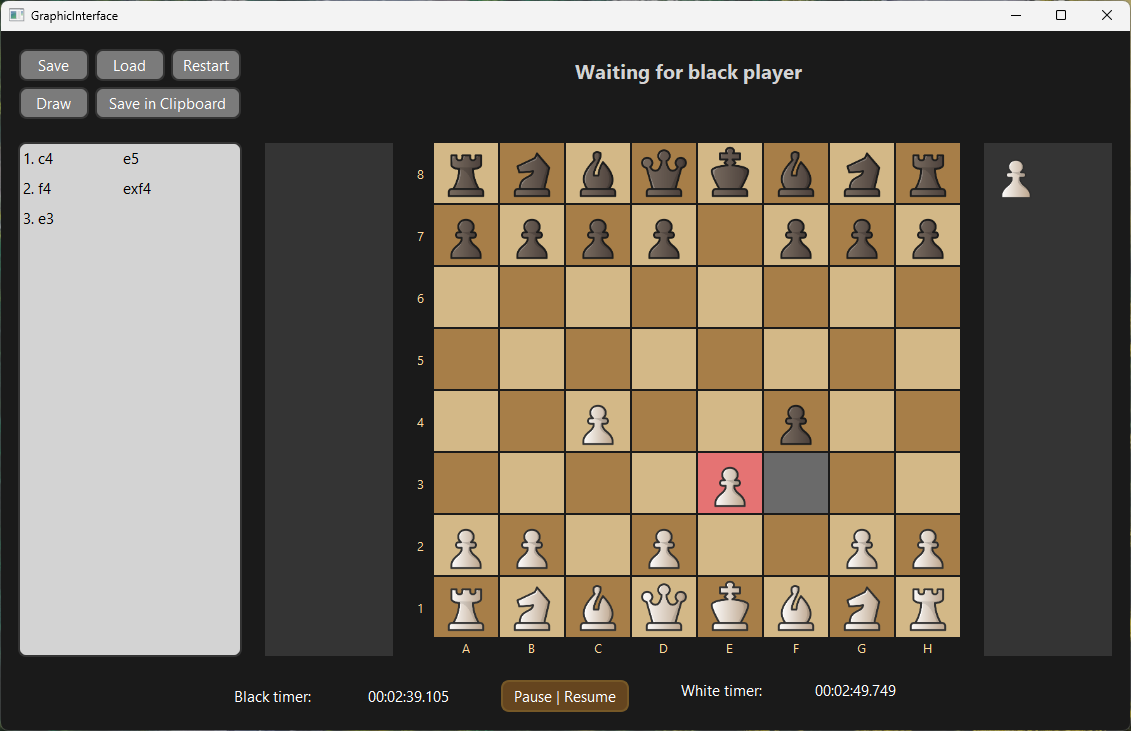 GraphicInterface
Save Load Restart
Waiting for black player
Draw Save in Clipboard
1. c4 e5
2. f4 exf4
3. e3
8
7
6
5
4
3
2
1
A B C D E F G H
Black timer: 00:02:39.105 Pause | Resume White timer: 00:02:49.749